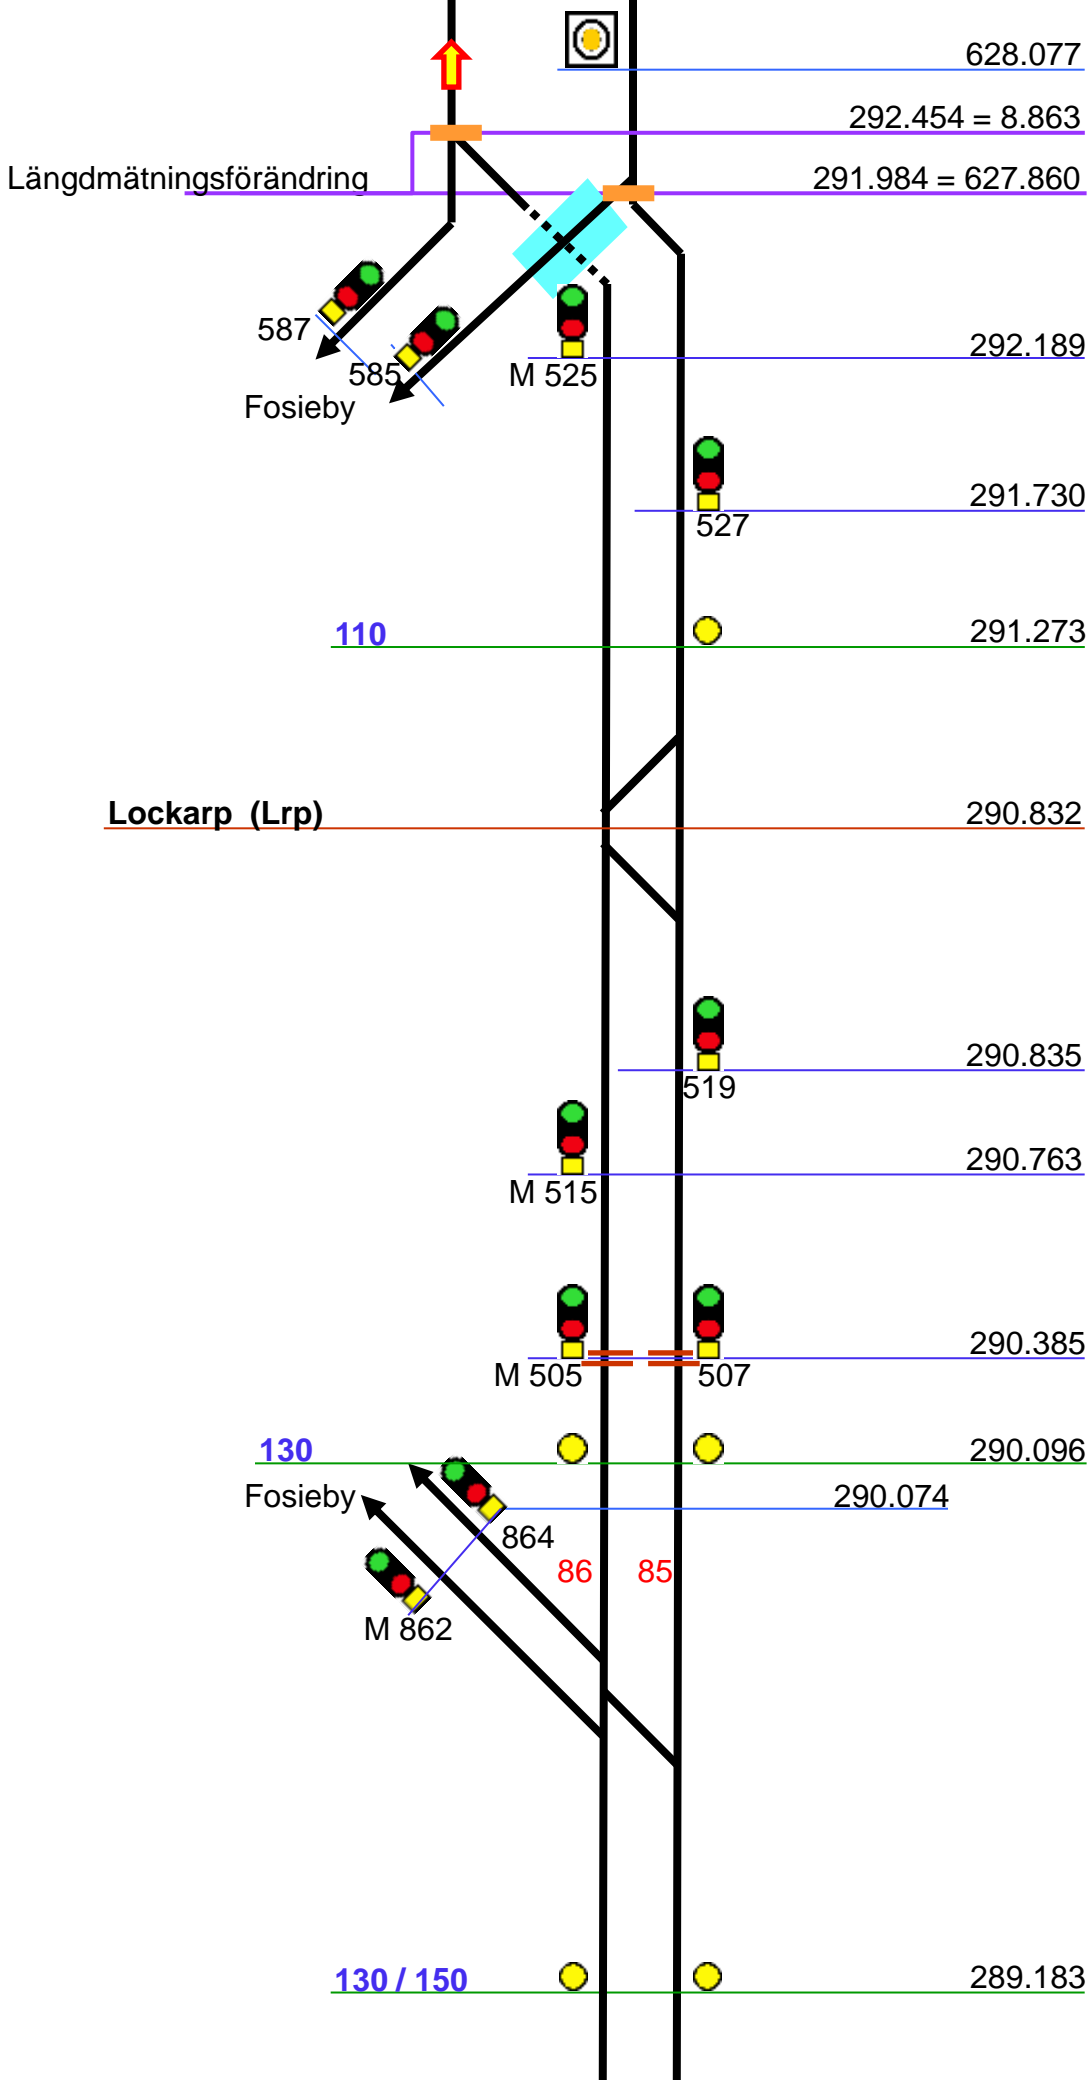 628.077
292.454 = 8.863
Längdmätningsförändring
291.984 = 627.860
587
585
M 525
292.189
Fosieby
291.730
527
110
291.273
Lockarp (Lrp)
290.832
290.835
519
290.763
M 515
290.385
M 505
507
130
290.096
Fosieby
290.074
864
86
85
M 862
130 / 150
289.183